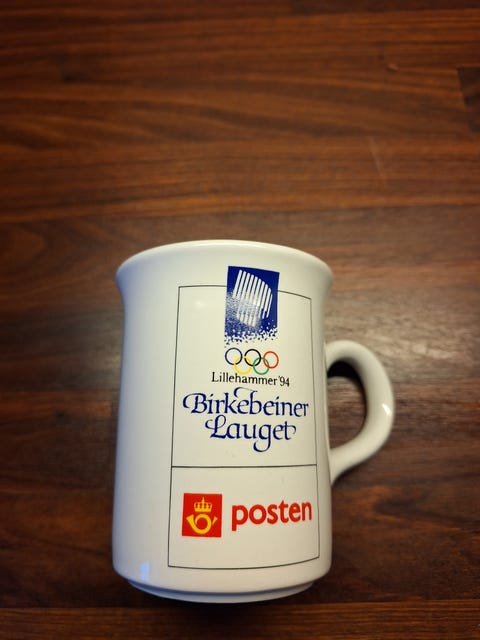 Lillehammer'94
Birkebeiner
Lauget
posten